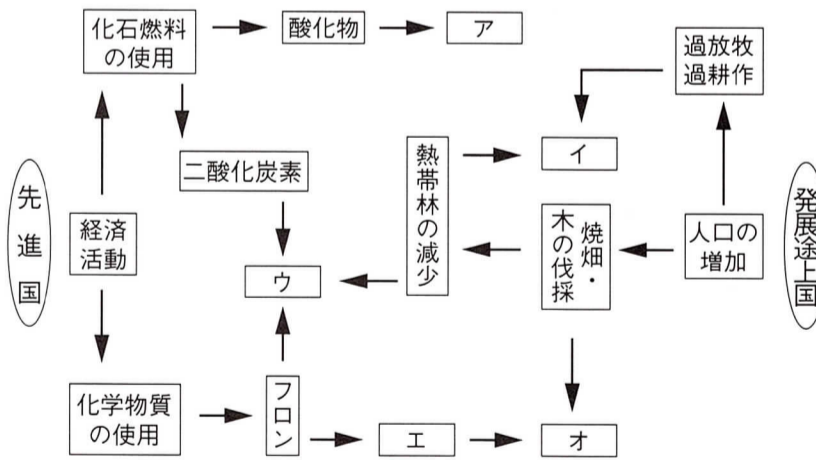 化石燃料
の使用
酸化物
ア
過放牧
過耕作
イ
二酸化炭素
熱帯林の減少
先進国
経済
活動
焼畑・
木の伐採
人口の
増加
発展途上国
ウ
化学物質
の使用
フロン
エ
オ